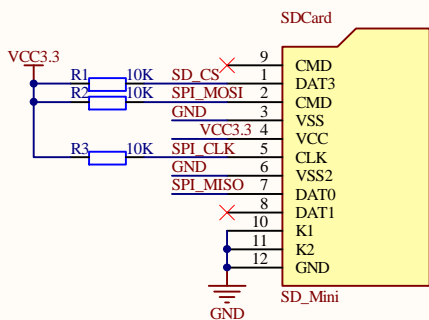 SDCard
VCC3.3
9 CMD
R1 10K SD_CS 1 DAT3
R2 10K SPI_MOSI 2 CMD
GND 3 VSS
VCC3.3 4 VCC
R3 10K SPI_CLK 5 CLK
GND 6 VSS2
SPI_MISO 7 DAT0
8 DAT1
10 K1
11 K2
12 GND
SD_Mini
GND